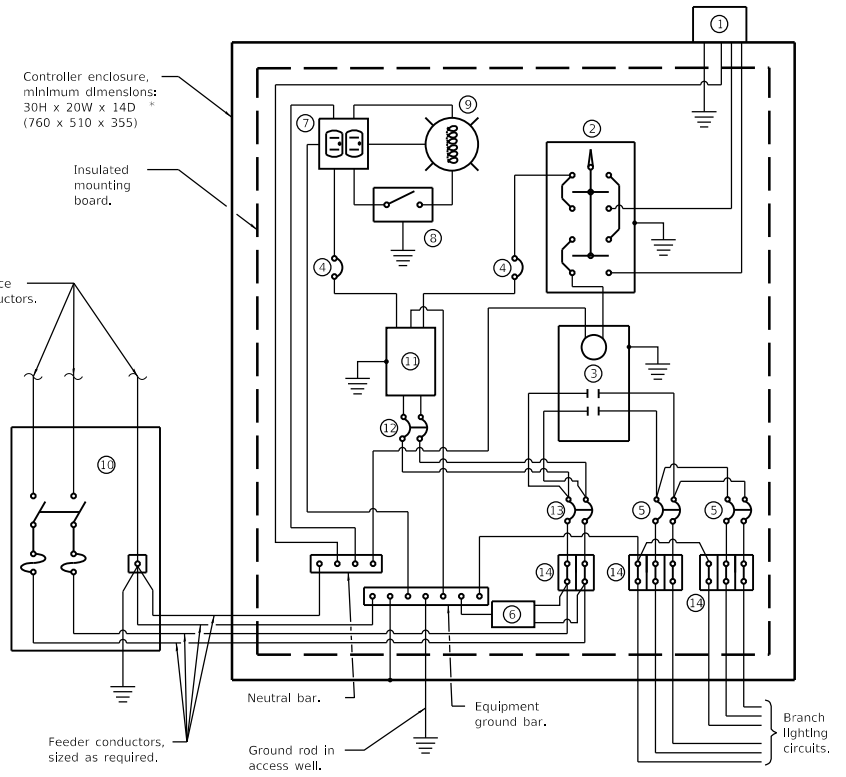 1
Controller enclosure,
minimum dimensions:
30H x 20W x 14D *
(760 x 510 x 355)
9
7
2
Insulated
mounting
board.
8
4
4
ce
uctors.
11
3
12
10
13
5
5
14
14
14
6
Neutral bar.
Equipment
ground bar.
Branch
lighting
circuits.
Feeder conductors,
sized as required.
Ground rod in
access well.